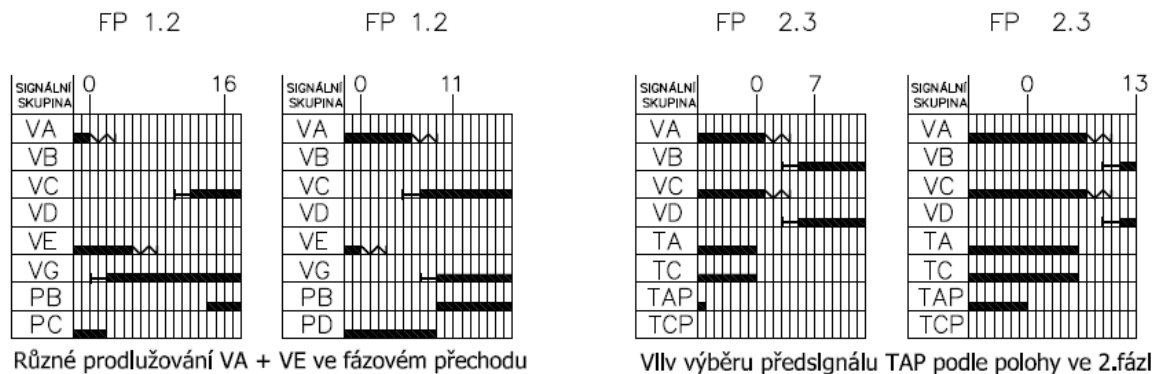 FP 1.2
FP 1.2
FP 2.3
FP 2.3
SIGNÁLNÍ
SKUPINA
0 16
VA
VB
VC
VD
VE
VG
PB
PC
SIGNÁLNÍ
SKUPINA
0 11
VA
VB
VC
VD
VE
VG
PB
PD
SIGNÁLNÍ
SKUPINA
0 7
VA
VB
VC
VD
TA
TC
TAP
TCP
SIGNÁLNÍ
SKUPINA
0 13
VA
VB
VC
VD
TA
TC
TAP
TCP
Různé prodlužování VA + VE ve fázovém přechodu
Vliv výběru předsignálu TAP podle polohy ve 2.fázi